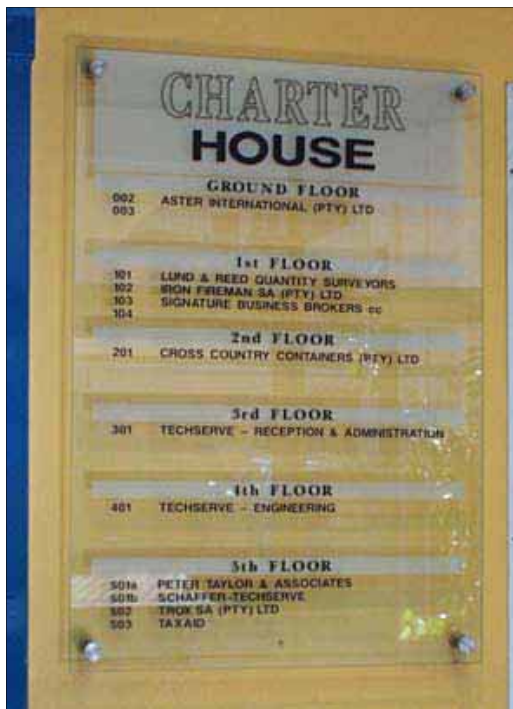 CHARTER
HOUSE
GROUND FLOOR
002 ASTER INTERNATIONAL (PTY) LTD
003
1st FLOOR
101 LUND & REED QUANTITY SURVEYORS
102 IRON FIREMAN SA (PTY) LTD
103 SIGNATURE BUSINESS BROKERS cc
104
2nd FLOOR
201 CROSS COUNTRY CONTAINERS (PTY) LTD
3rd FLOOR
301 TECHSERVE - RECEPTION & ADMINISTRATION
4th FLOOR
401 TECHSERVE - ENGINEERING
5th FLOOR
501a PETER TAYLOR & ASSOCIATES
501b SCHAFFER-TECHSERVE
502 TROX SA (PTY) LTD
503 TAXAID